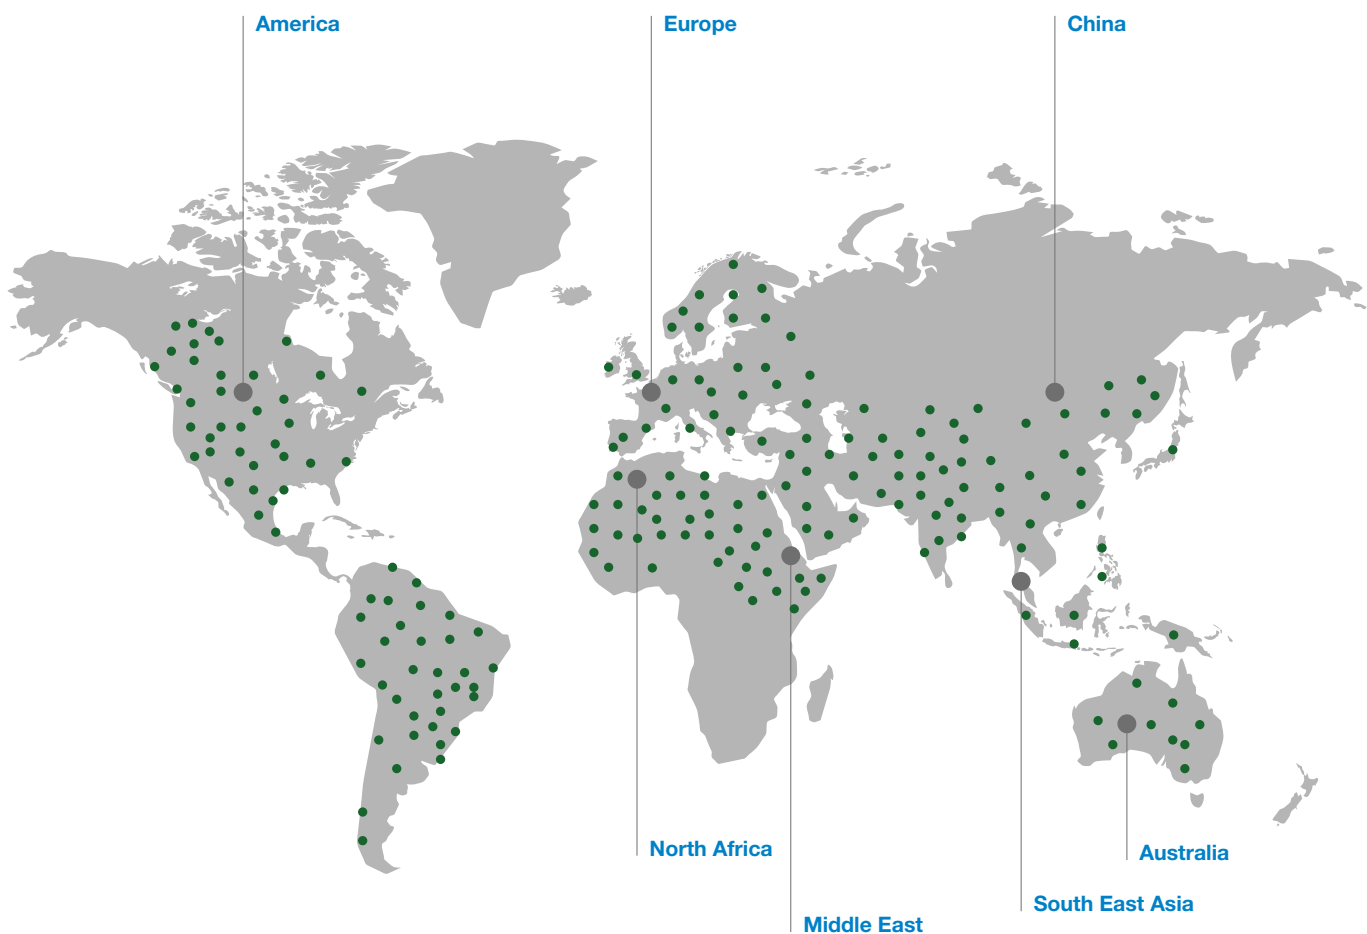 America
Europe
China
North Africa
Australia
South East Asia
Middle East